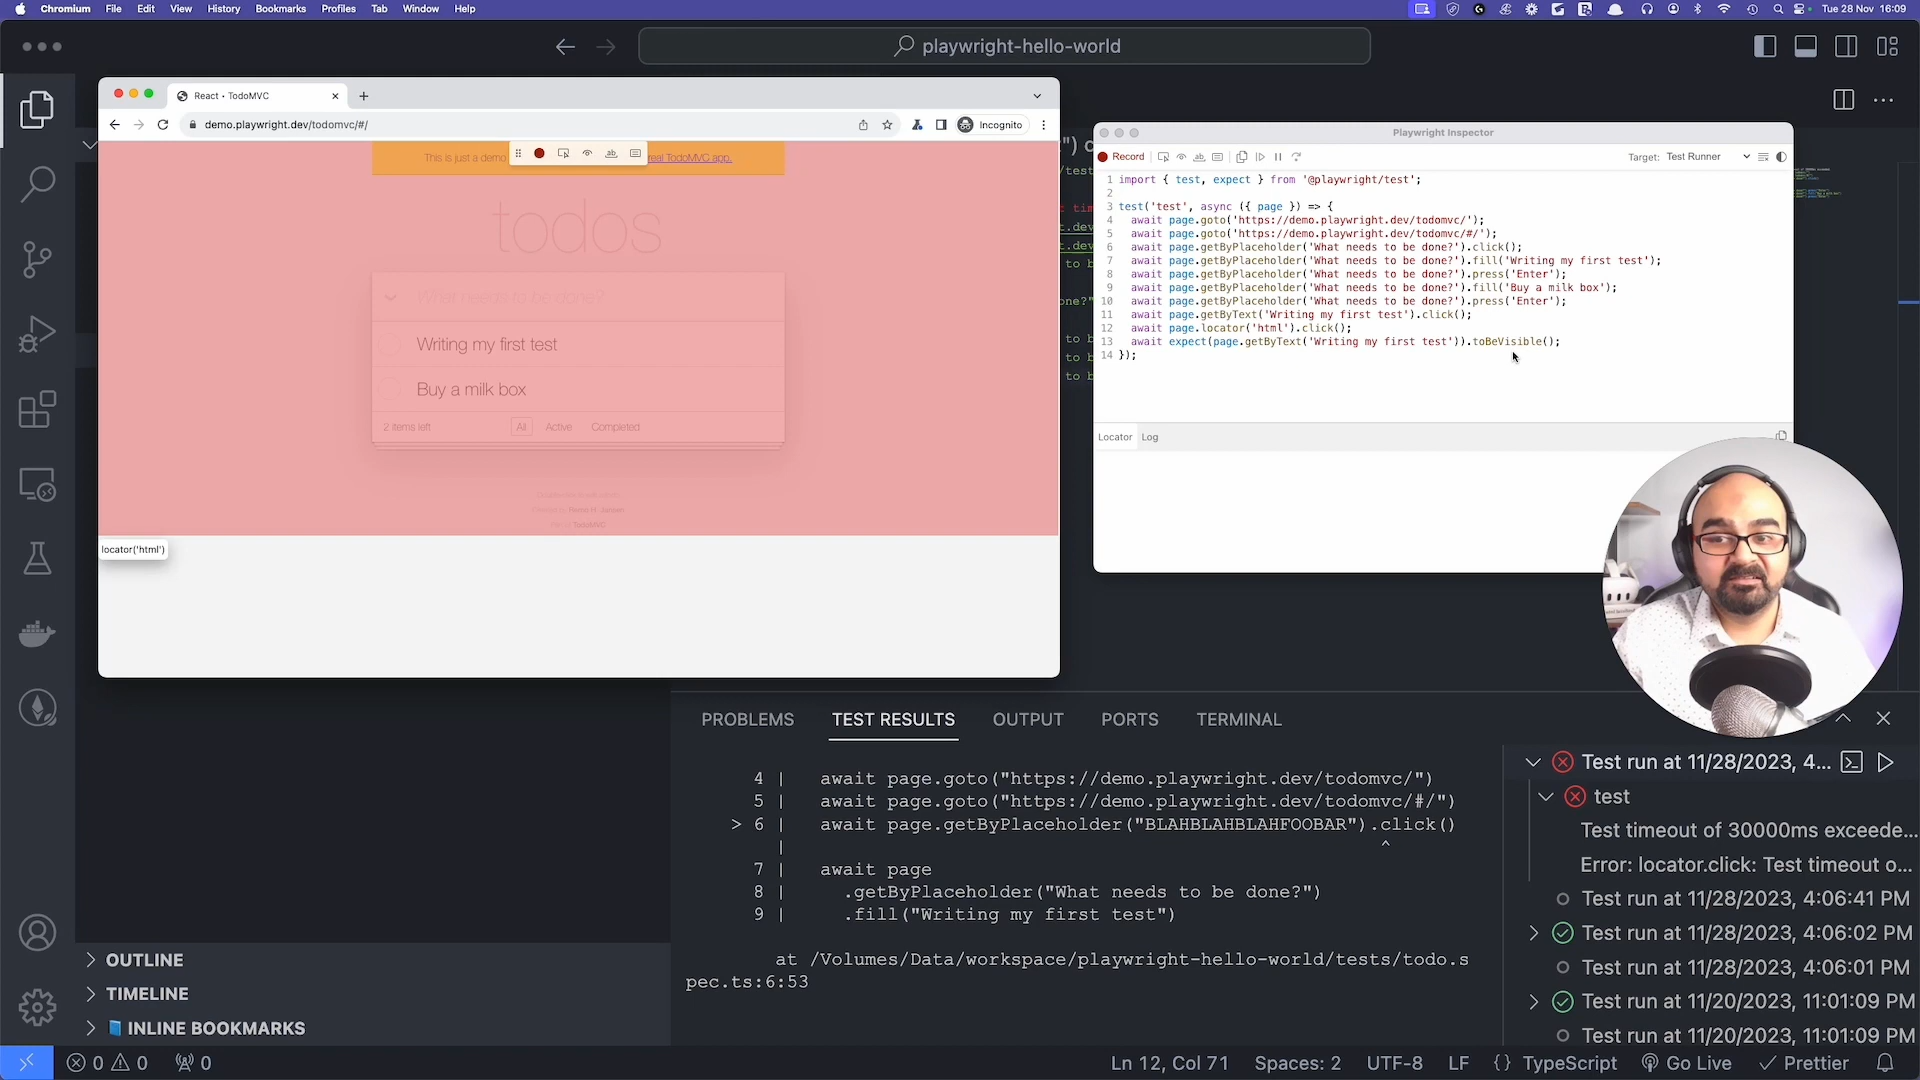 Chromium File Edit View History Bookmarks Profiles Tab Window Help
Tue 28 Nov 16:09
playwright-hello-world
React • TodoMVC
demo.playwright.dev/todomvc/#/
Incognito
This is just a demo
real TodoMVC app.
todos
What needs to be done?
Writing my first test
Buy a milk box
2 items left
All
Active
Completed
locator('html')
Playwright Inspector
Record
Target: Test Runner
1 import { test, expect } from '@playwright/test';
2
3 test('test', async ({ page }) => {
4 await page.goto('https://demo.playwright.dev/todomvc/');
5 await page.goto('https://demo.playwright.dev/todomvc/#/');
6 await page.getByPlaceholder('What needs to be done?').click();
7 await page.getByPlaceholder('What needs to be done?').fill('Writing my first test');
8 await page.getByPlaceholder('What needs to be done?').press('Enter');
9 await page.getByPlaceholder('What needs to be done?').fill('Buy a milk box');
10 await page.getByPlaceholder('What needs to be done?').press('Enter');
11 await page.getByText('Writing my first test').click();
12 await page.locator('html').click();
13 await expect(page.getByText('Writing my first test')).toBeVisible();
14 });
Locator Log
PROBLEMS TEST RESULTS OUTPUT PORTS TERMINAL
4 | await page.goto("https://demo.playwright.dev/todomvc/")
5 | await page.goto("https://demo.playwright.dev/todomvc/#/")
> 6 | await page.getByPlaceholder("BLAHBLAHBLAHFOOBAR").click()
| ^
7 | await page
8 | .getByPlaceholder("What needs to be done?")
9 | .fill("Writing my first test")
at /Volumes/Data/workspace/playwright-hello-world/tests/todo.s
pec.ts:6:53
Test run at 11/28/2023, 4...
test
Test timeout of 30000ms exceede...
Error: locator.click: Test timeout o...
Test run at 11/28/2023, 4:06:41 PM
Test run at 11/28/2023, 4:06:02 PM
Test run at 11/28/2023, 4:06:01 PM
Test run at 11/20/2023, 11:01:09 PM
Test run at 11/20/2023, 11:01:09 PM
OUTLINE
TIMELINE
INLINE BOOKMARKS
0 0 0
Ln 12, Col 71 Spaces: 2 UTF-8 LF {} TypeScript Go Live Prettier